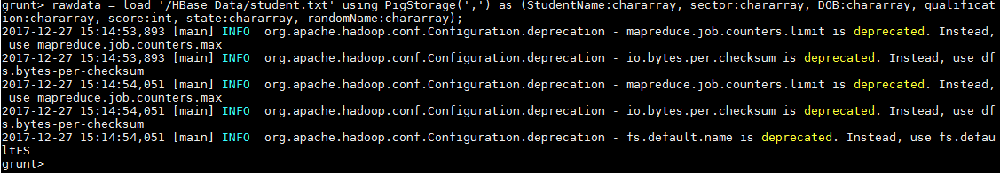 grunt> rawdata = load '/HBase_Data/student.txt' using PigStorage(',') as (StudentName:chararray, sector:chararray, DOB:chararray, qualificat
ion:chararray, score:int, state:chararray, randomName:chararray);
2017-12-27 15:14:53,893 [main] INFO  org.apache.hadoop.conf.Configuration.deprecation - mapreduce.job.counters.limit is deprecated. Instead,
 use mapreduce.job.counters.max
2017-12-27 15:14:53,893 [main] INFO  org.apache.hadoop.conf.Configuration.deprecation - io.bytes.per.checksum is deprecated. Instead, use df
s.bytes-per-checksum
2017-12-27 15:14:54,051 [main] INFO  org.apache.hadoop.conf.Configuration.deprecation - mapreduce.job.counters.limit is deprecated. Instead,
 use mapreduce.job.counters.max
2017-12-27 15:14:54,051 [main] INFO  org.apache.hadoop.conf.Configuration.deprecation - io.bytes.per.checksum is deprecated. Instead, use df
s.bytes-per-checksum
2017-12-27 15:14:54,051 [main] INFO  org.apache.hadoop.conf.Configuration.deprecation - fs.default.name is deprecated. Instead, use fs.defau
ltFS
grunt>